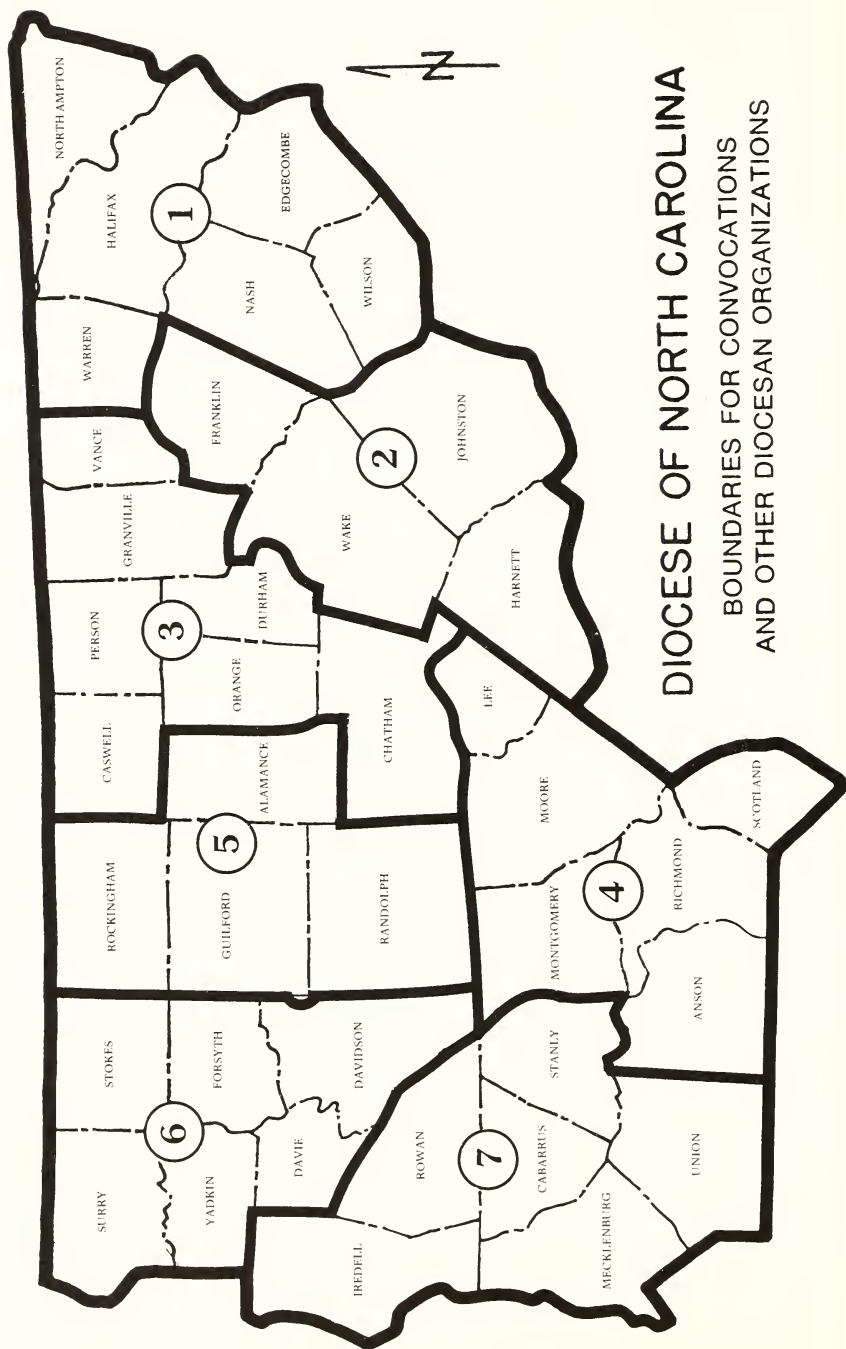 DIOCESE OF NORTH CAROLINA
BOUNDARIES FOR CONVOCATIONS
AND OTHER DIOCESAN ORGANIZATIONS
N
SURRY
STOKES
ROCKINGHAM
CASWELL
PERSON
GRANVILLE
VANCE
WARREN
HALIFAX
NORTHAMPTON
6
5
3
1
YADKIN
FORSYTH
GUILFORD
ALAMANCE
ORANGE
DURHAM
FRANKLIN
NASH
EDGECOMBE
IREDELL
DAVIE
DAVIDSON
RANDOLPH
CHATHAM
WAKE
2
WILSON
ROWAN
7
CABARRUS
STANLY
MONTGOMERY
MOORE
LEE
HARNETT
JOHNSTON
4
MECKLENBURG
UNION
ANSON
RICHMOND
SCOTLAND